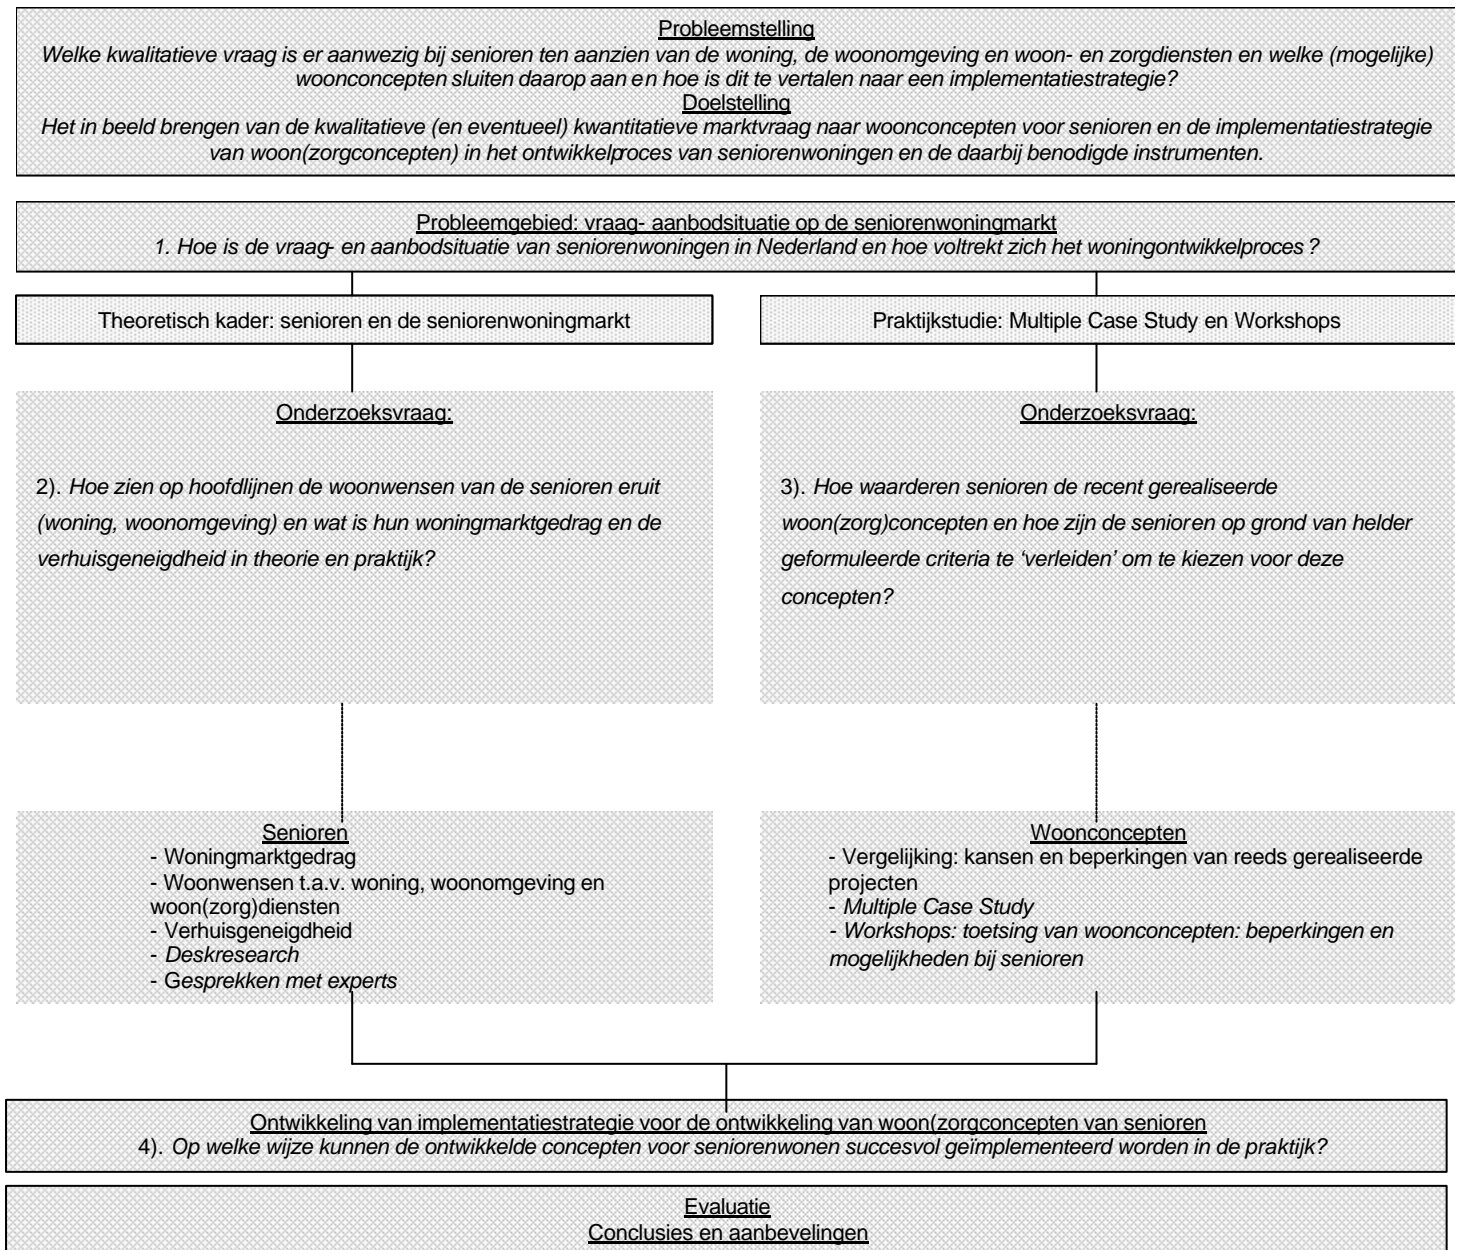 Probleemstelling
Welke kwalitatieve vraag is er aanwezig bij senioren ten aanzien van de woning, de woonomgeving en woon- en zorgdiensten en welke (mogelijke)
woonconcepten sluiten daarop aan en hoe is dit te vertalen naar een implementatiestrategie?
Doelstelling
Het in beeld brengen van de kwalitatieve (en eventueel) kwantitatieve marktvraag naar woonconcepten voor senioren en de implementatiestrategie
van woon(zorgconcepten) in het ontwikkelproces van seniorenwoningen en de daarbij benodigde instrumenten.
Probleemgebied: vraag- aanbodsituatie op de seniorenwoningmarkt
1. Hoe is de vraag- en aanbodsituatie van seniorenwoningen in Nederland en hoe voltrekt zich het woningontwikkelproces?
Theoretisch kader: senioren en de seniorenwoningmarkt
Praktijkstudie: Multiple Case Study en Workshops
Onderzoeksvraag:
2). Hoe zien op hoofdlijnen de woonwensen van de senioren eruit
(woning, woonomgeving) en wat is hun woningmarktgedrag en de
verhuisgeneigdheid in theorie en praktijk?
Onderzoeksvraag:
3). Hoe waarderen senioren de recent gerealiseerde
woon(zorg)concepten en hoe zijn de senioren op grond van helder
geformuleerde criteria te ‘verleiden’ om te kiezen voor deze
concepten?
Senioren
- Woningmarktgedrag
- Woonwensen t.a.v. woning, woonomgeving en
woon(zorg)diensten
- Verhuisgeneigdheid
- Deskresearch
- Gesprekken met experts
Woonconcepten
- Vergelijking: kansen en beperkingen van reeds gerealiseerde
projecten
- Multiple Case Study
- Workshops: toetsing van woonconcepten: beperkingen en
mogelijkheden bij senioren
Ontwikkeling van implementatiestrategie voor de ontwikkeling van woon(zorgconcepten van senioren
4). Op welke wijze kunnen de ontwikkelde concepten voor seniorenwonen succesvol geïmplementeerd worden in de praktijk?
Evaluatie
Conclusies en aanbevelingen